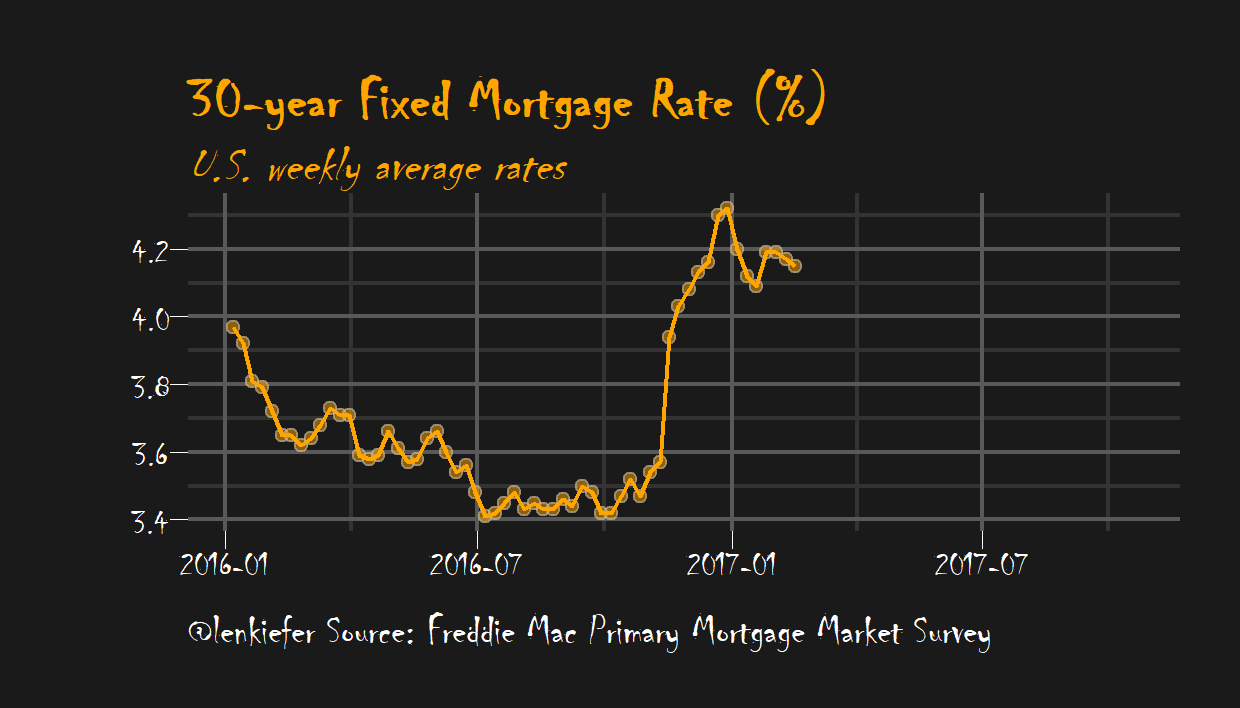 30-year Fixed Mortgage Rate (%)
U.S. weekly average rates
4.2
4.0
3.8
3.6
3.4
2016-01 2016-07 2017-01 2017-07
@lenkiefer Source: Freddie Mac Primary Mortgage Market Survey